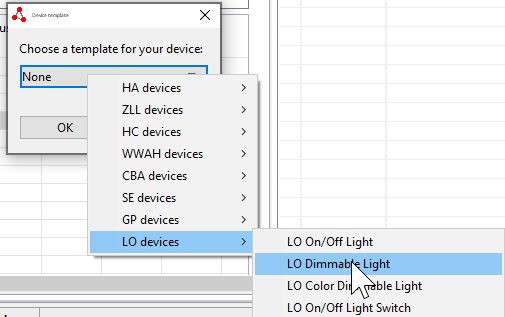 Device template
Choose a template for your device:
None
OK
HA devices
ZLL devices
HC devices
WWAH devices
CBA devices
SE devices
GP devices
LO devices
LO On/Off Light
LO Dimmable Light
LO Color Dimmable Light
LO On/Off Light Switch